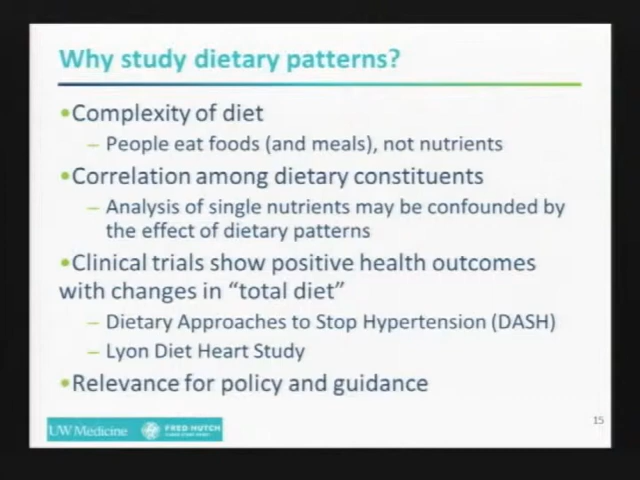 Why study dietary patterns?
•Complexity of diet
– People eat foods (and meals), not nutrients
•Correlation among dietary constituents
– Analysis of single nutrients may be confounded by
the effect of dietary patterns
•Clinical trials show positive health outcomes
with changes in “total diet”
– Dietary Approaches to Stop Hypertension (DASH)
– Lyon Diet Heart Study
•Relevance for policy and guidance
15
UW Medicine
FRED HUTCH